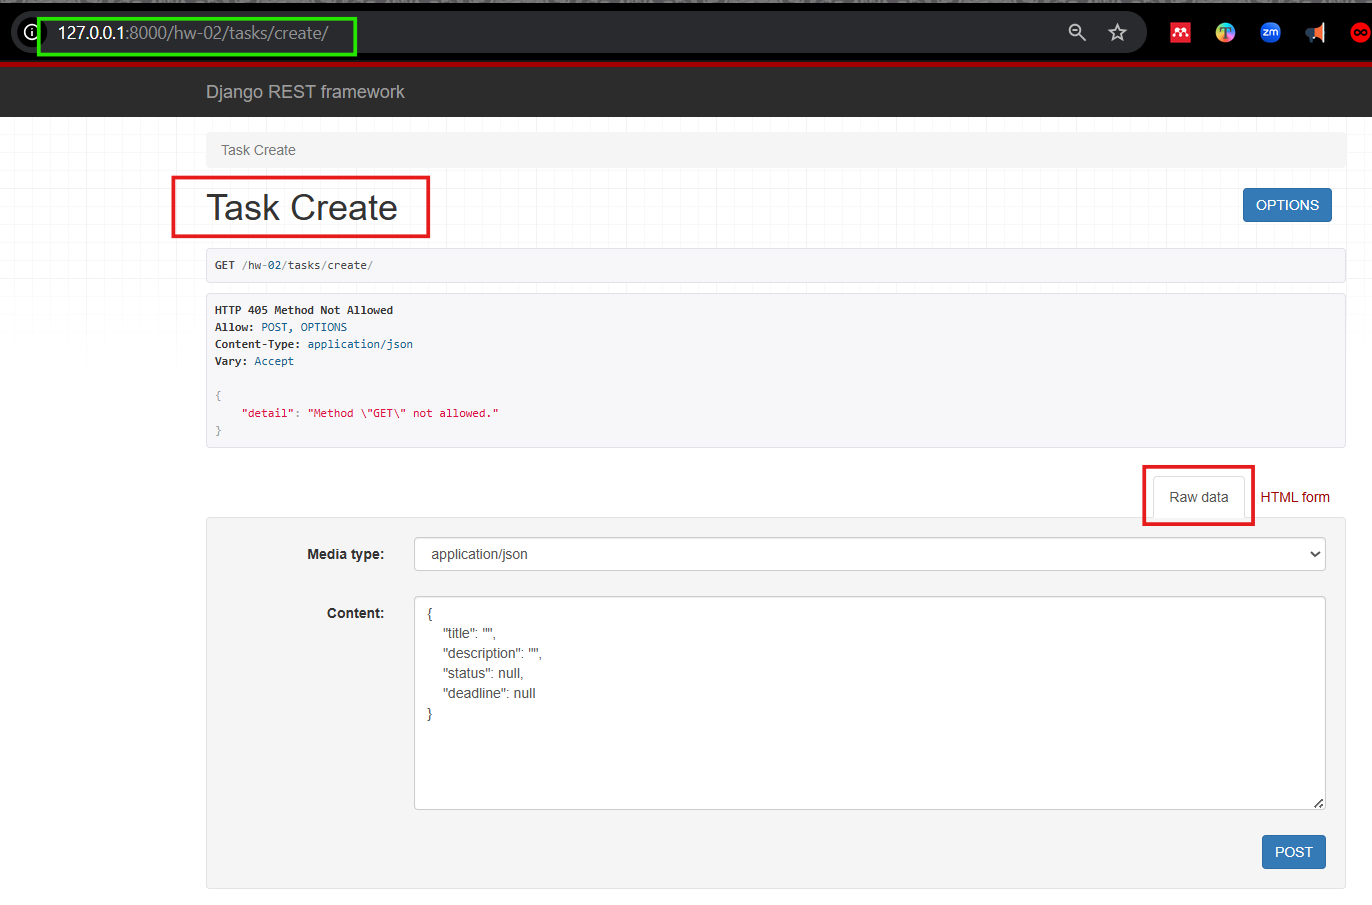 127.0.0.1:8000/hw-02/tasks/create/
zm
Django REST framework
Task Create
Task Create
OPTIONS
GET /hw-02/tasks/create/
HTTP 405 Method Not Allowed
Allow: POST, OPTIONS
Content-Type: application/json
Vary: Accept
{
"detail": "Method \"GET\" not allowed."
}
Raw data HTML form
Media type: application/json
Content: {
"title": "",
"description": "",
"status": null,
"deadline": null
}
POST